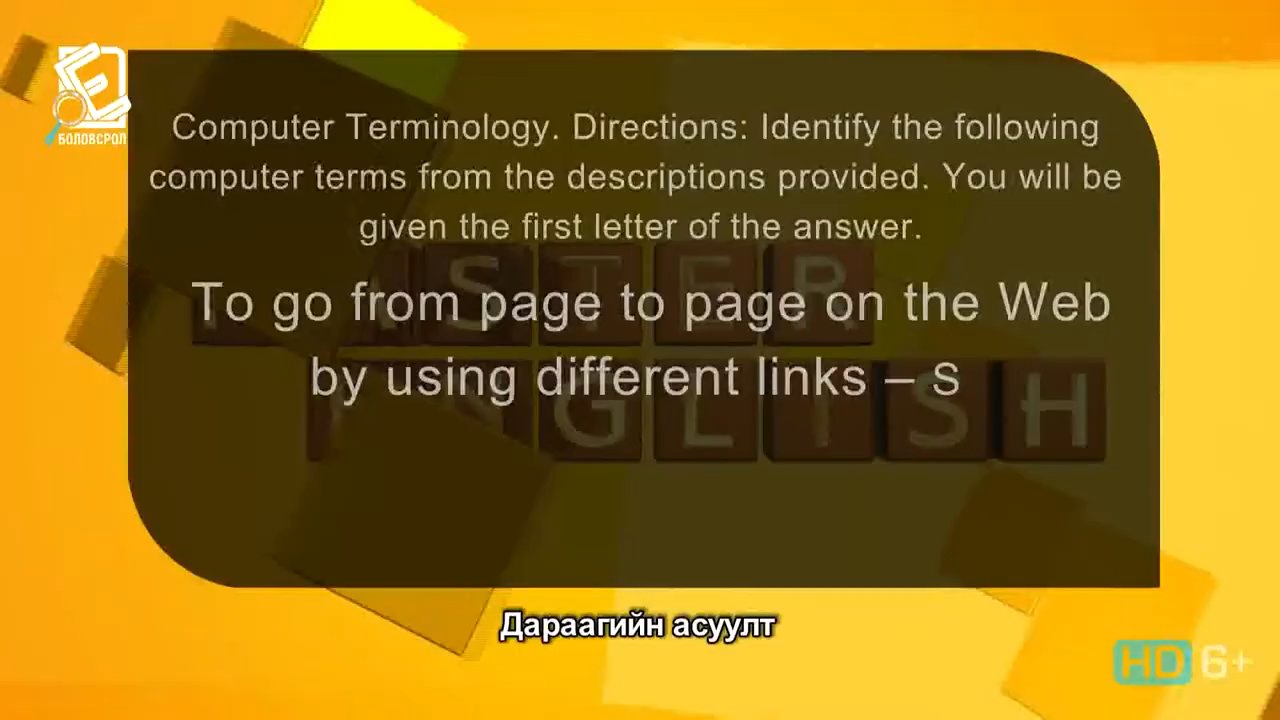 БОЛОВСРОЛ
Computer Terminology. Directions: Identify the following
computer terms from the descriptions provided. You will be
given the first letter of the answer.
To go from page to page on the Web
by using different links – s
STER
GLISH
Дараагийн асуулт
HD 6+